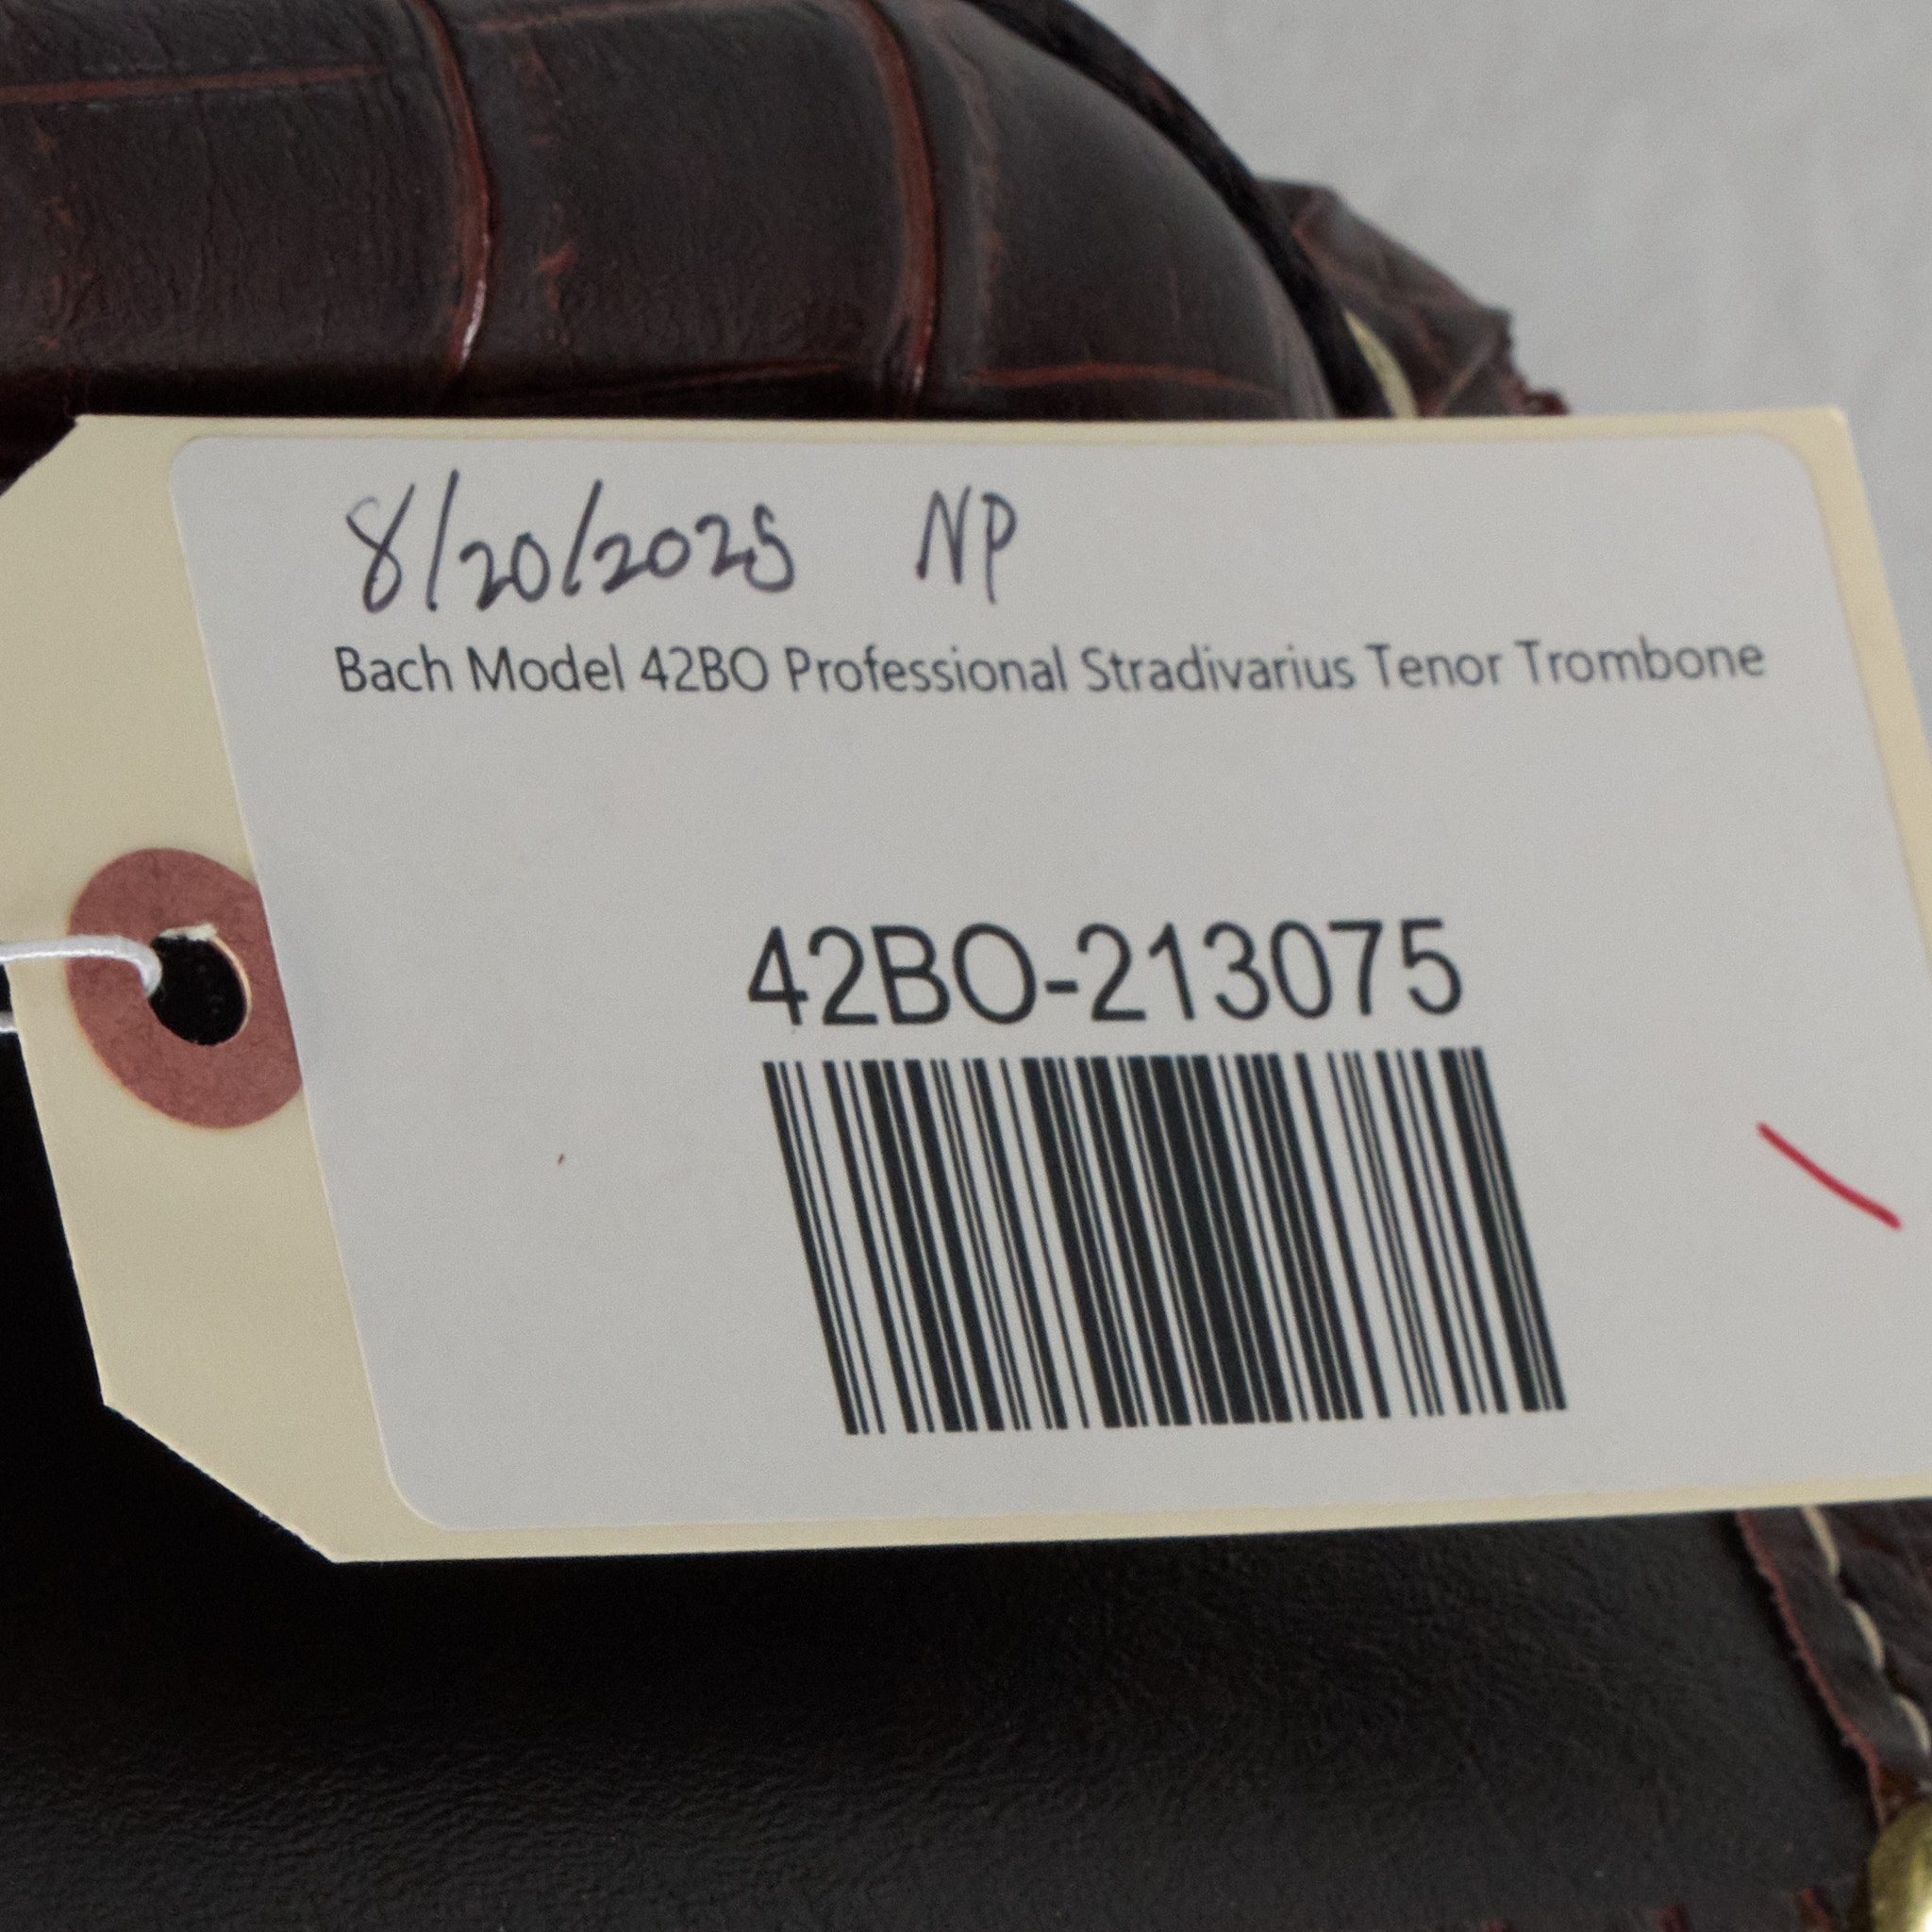 8/20/2025 NP
Bach Model 42BO Professional Stradivarius Tenor Trombone
42BO-213075